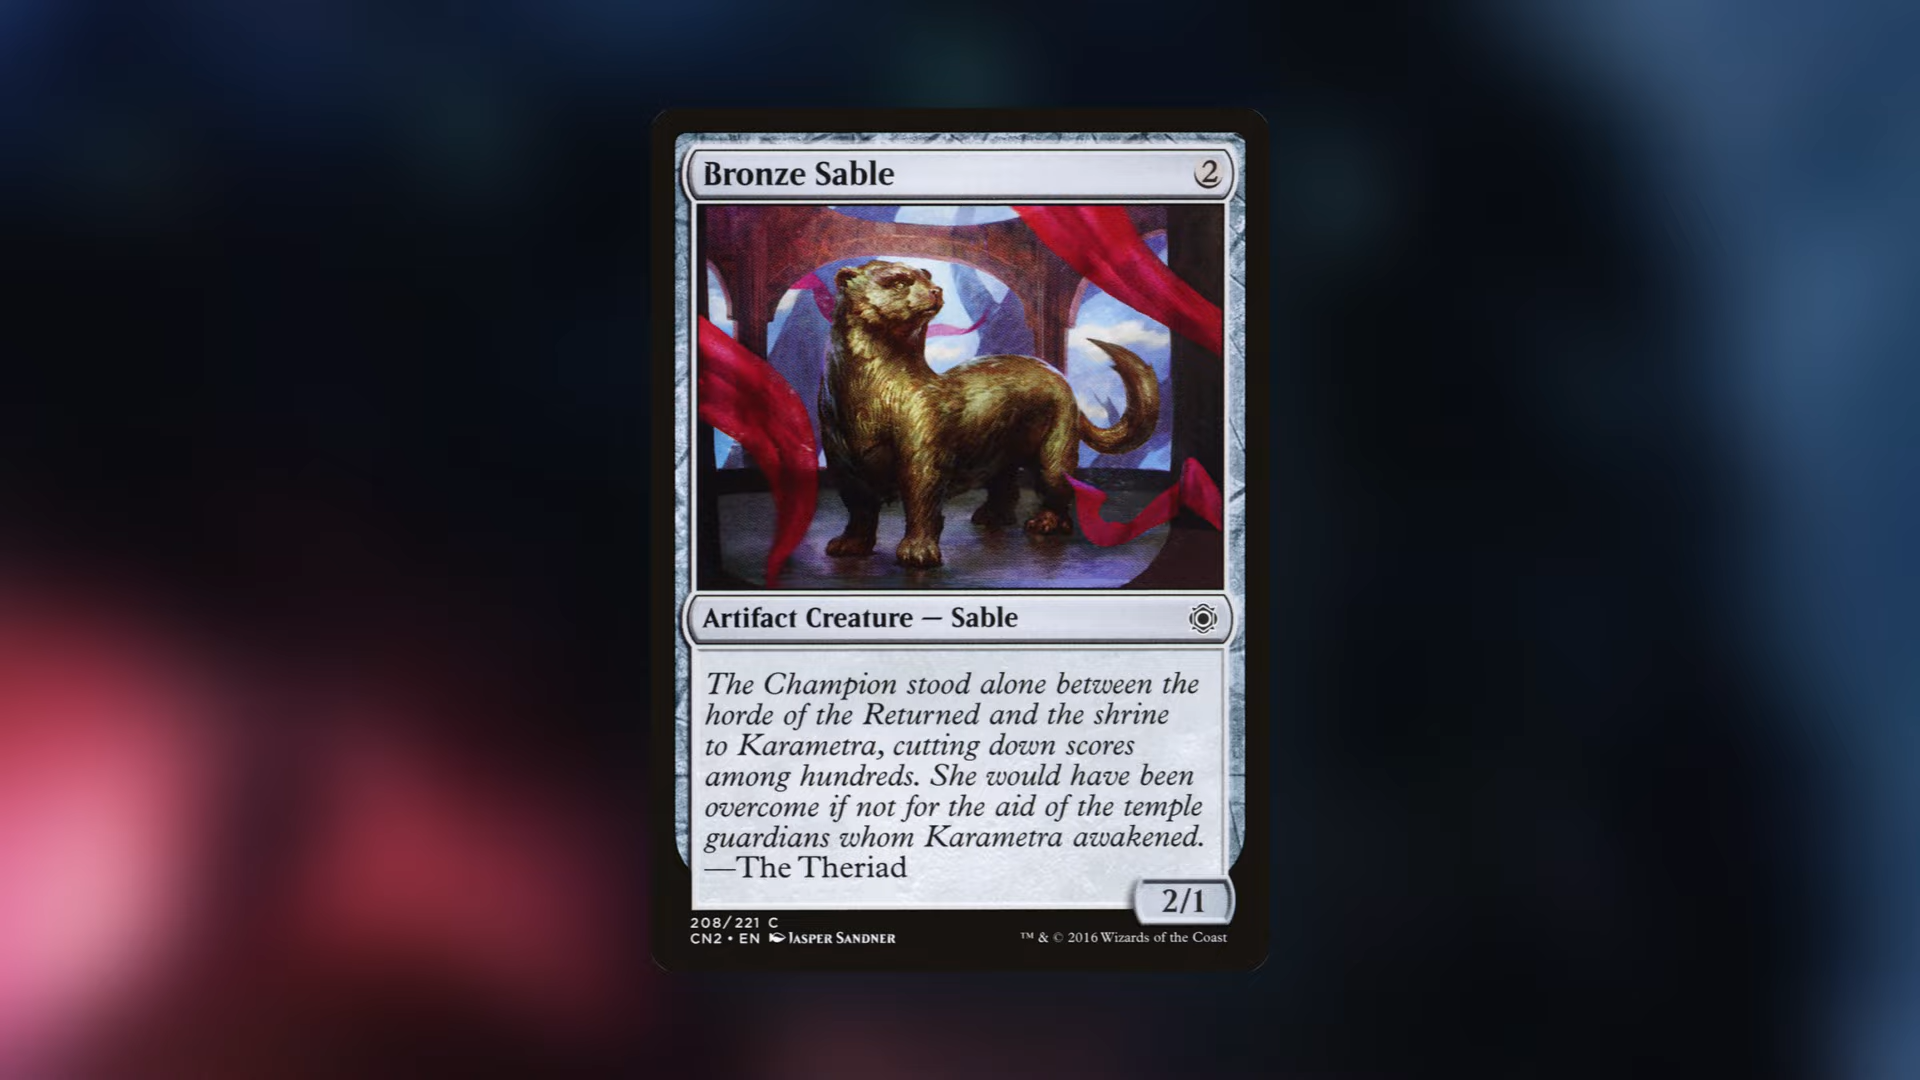 Bronze Sable 2
Artifact Creature — Sable
The Champion stood alone between the
horde of the Returned and the shrine
to Karametra, cutting down scores
among hundreds. She would have been
overcome if not for the aid of the temple
guardians whom Karametra awakened.
—The Theriad
2/1
208/221 C
CN2 • EN Jasper Sandner
™ & © 2016 Wizards of the Coast